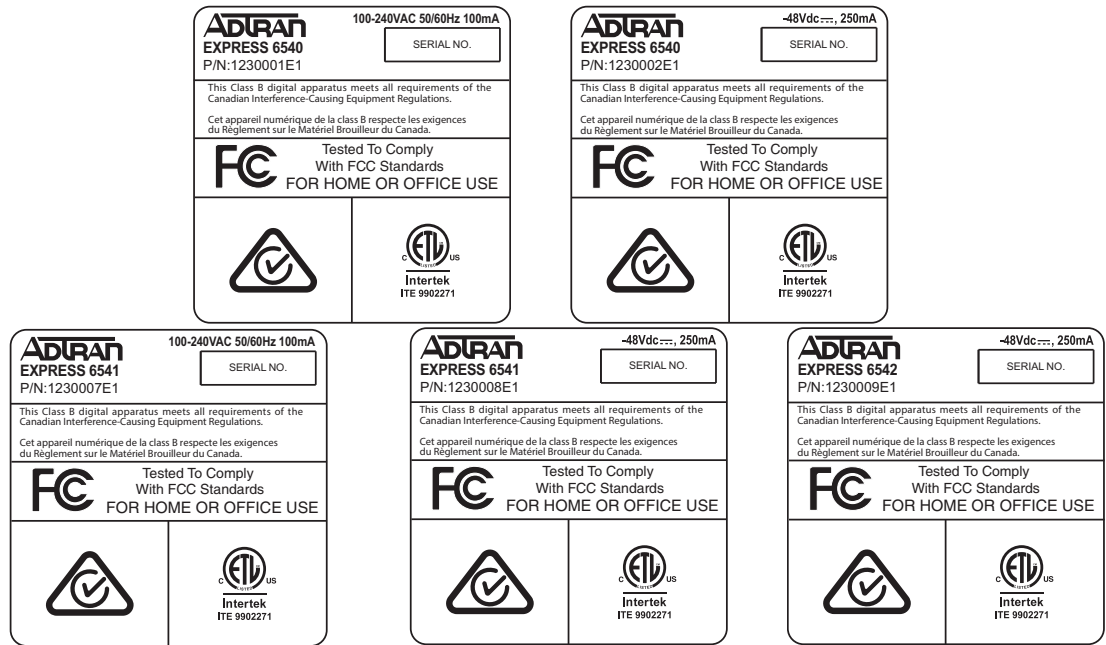 ADTRAN
100-240VAC 50/60Hz 100mA
EXPRESS 6540
SERIAL NO.
P/N:1230001E1
This Class B digital apparatus meets all requirements of the
Canadian Interference-Causing Equipment Regulations.
Cet appareil numérique de la class B respecte les exigences
du Règlement sur le Matériel Brouilleur du Canada.
FC
Tested To Comply
With FCC Standards
FOR HOME OR OFFICE USE
ETL
C US
LISTED
Intertek
ITE 9902271
ADTRAN
-48Vdc⎓, 250mA
EXPRESS 6540
SERIAL NO.
P/N:1230002E1
This Class B digital apparatus meets all requirements of the
Canadian Interference-Causing Equipment Regulations.
Cet appareil numérique de la class B respecte les exigences
du Règlement sur le Matériel Brouilleur du Canada.
FC
Tested To Comply
With FCC Standards
FOR HOME OR OFFICE USE
ETL
C US
LISTED
Intertek
ITE 9902271
ADTRAN
100-240VAC 50/60Hz 100mA
EXPRESS 6541
SERIAL NO.
P/N:1230007E1
This Class B digital apparatus meets all requirements of the
Canadian Interference-Causing Equipment Regulations.
Cet appareil numérique de la class B respecte les exigences
du Règlement sur le Matériel Brouilleur du Canada.
FC
Tested To Comply
With FCC Standards
FOR HOME OR OFFICE USE
ETL
C US
LISTED
Intertek
ITE 9902271
ADTRAN
-48Vdc⎓, 250mA
EXPRESS 6541
SERIAL NO.
P/N:1230008E1
This Class B digital apparatus meets all requirements of the
Canadian Interference-Causing Equipment Regulations.
Cet appareil numérique de la class B respecte les exigences
du Règlement sur le Matériel Brouilleur du Canada.
FC
Tested To Comply
With FCC Standards
FOR HOME OR OFFICE USE
ETL
C US
LISTED
Intertek
ITE 9902271
ADTRAN
-48Vdc⎓, 250mA
EXPRESS 6542
SERIAL NO.
P/N:1230009E1
This Class B digital apparatus meets all requirements of the
Canadian Interference-Causing Equipment Regulations.
Cet appareil numérique de la class B respecte les exigences
du Règlement sur le Matériel Brouilleur du Canada.
FC
Tested To Comply
With FCC Standards
FOR HOME OR OFFICE USE
ETL
C US
LISTED
Intertek
ITE 9902271